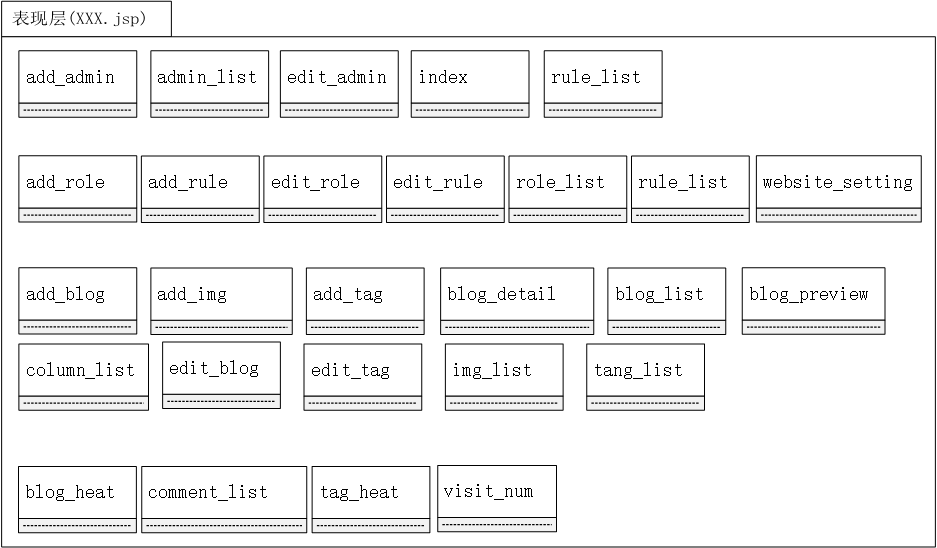 表现层(XXX.jsp)
add_admin admin_list edit_admin index rule_list
add_role add_rule edit_role edit_rule role_list rule_list website_setting
add_blog add_img add_tag blog_detail blog_list blog_preview
column_list edit_blog edit_tag img_list tang_list
blog_heat comment_list tag_heat visit_num